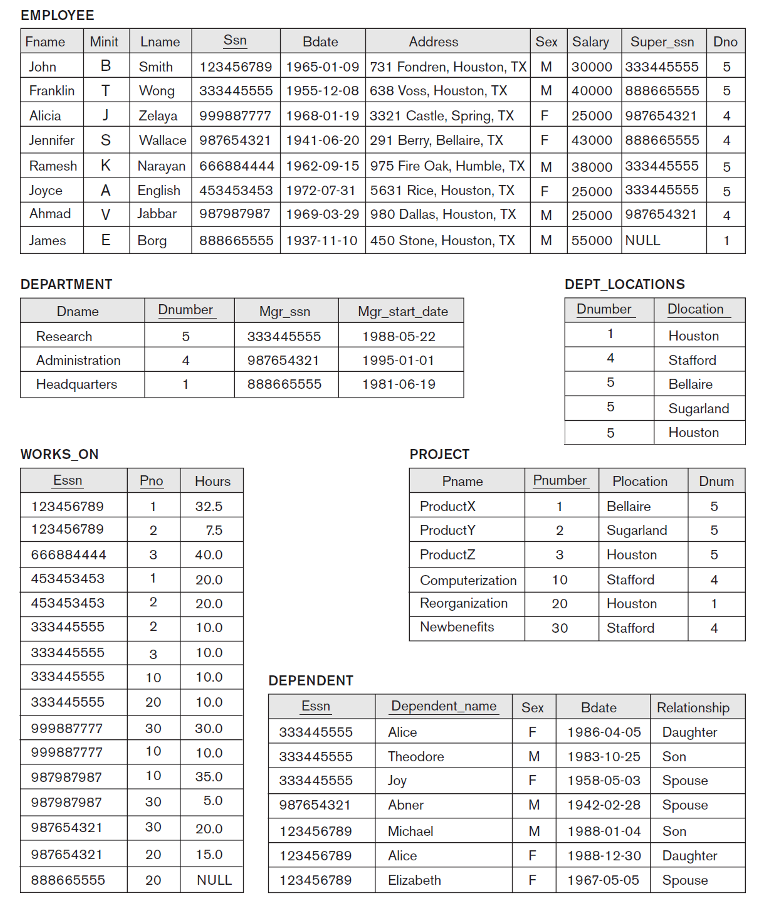 EMPLOYEE
Fname Minit Lname Ssn Bdate Address Sex Salary Super_ssn Dno
John B Smith 123456789 1965-01-09 731 Fondren, Houston, TX M 30000 333445555 5
Franklin T Wong 333445555 1955-12-08 638 Voss, Houston, TX M 40000 888665555 5
Alicia J Zelaya 999887777 1968-01-19 3321 Castle, Spring, TX F 25000 987654321 4
Jennifer S Wallace 987654321 1941-06-20 291 Berry, Bellaire, TX F 43000 888665555 4
Ramesh K Narayan 666884444 1962-09-15 975 Fire Oak, Humble, TX M 38000 333445555 5
Joyce A English 453453453 1972-07-31 5631 Rice, Houston, TX F 25000 333445555 5
Ahmad V Jabbar 987987987 1969-03-29 980 Dallas, Houston, TX M 25000 987654321 4
James E Borg 888665555 1937-11-10 450 Stone, Houston, TX M 55000 NULL 1
DEPARTMENT
Dname Dnumber Mgr_ssn Mgr_start_date
Research 5 333445555 1988-05-22
Administration 4 987654321 1995-01-01
Headquarters 1 888665555 1981-06-19
DEPT_LOCATIONS
Dnumber Dlocation
1 Houston
4 Stafford
5 Bellaire
5 Sugarland
5 Houston
WORKS_ON
Essn Pno Hours
123456789 1 32.5
123456789 2 7.5
666884444 3 40.0
453453453 1 20.0
453453453 2 20.0
333445555 2 10.0
333445555 3 10.0
333445555 10 10.0
333445555 20 10.0
999887777 30 30.0
999887777 10 10.0
987987987 10 35.0
987987987 30 5.0
987654321 30 20.0
987654321 20 15.0
888665555 20 NULL
PROJECT
Pname Pnumber Plocation Dnum
ProductX 1 Bellaire 5
ProductY 2 Sugarland 5
ProductZ 3 Houston 5
Computerization 10 Stafford 4
Reorganization 20 Houston 1
Newbenefits 30 Stafford 4
DEPENDENT
Essn Dependent_name Sex Bdate Relationship
333445555 Alice F 1986-04-05 Daughter
333445555 Theodore M 1983-10-25 Son
333445555 Joy F 1958-05-03 Spouse
987654321 Abner M 1942-02-28 Spouse
123456789 Michael M 1988-01-04 Son
123456789 Alice F 1988-12-30 Daughter
123456789 Elizabeth F 1967-05-05 Spouse